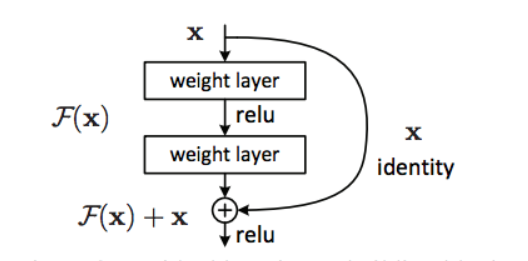 x
weight layer
relu
F(x)
x
weight layer
identity
F(x) + x
relu